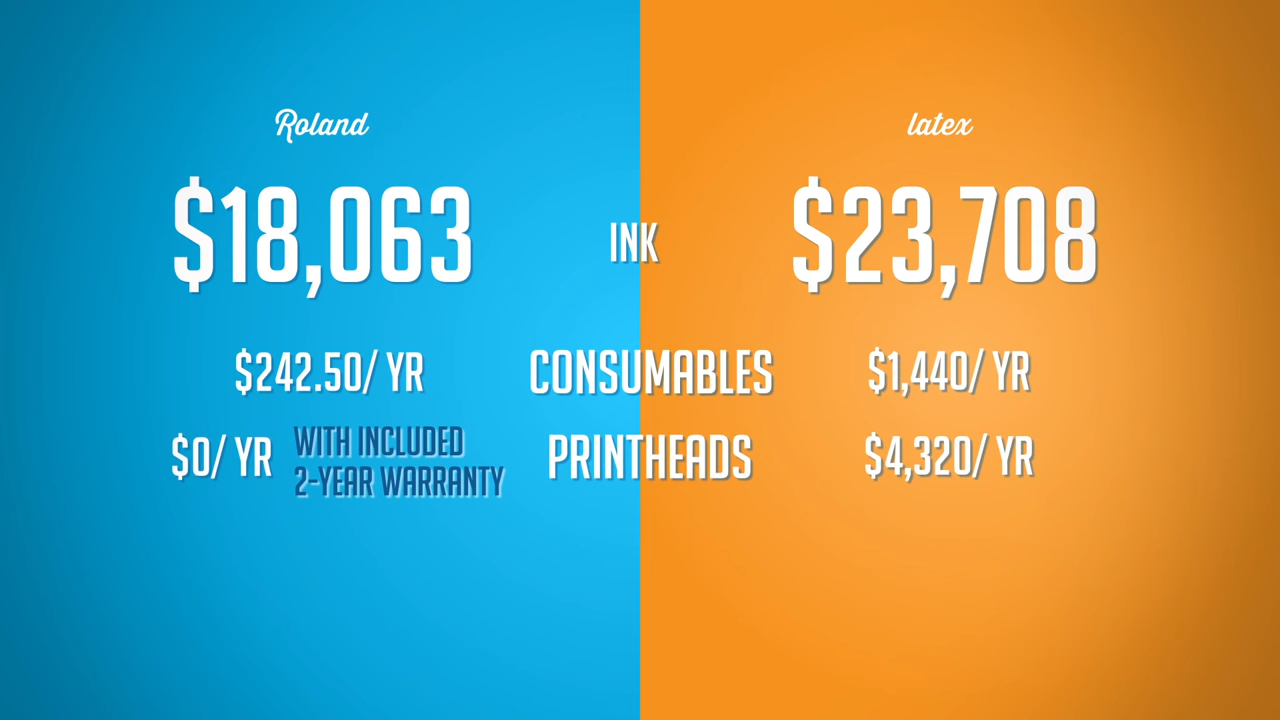 Roland
latex
$18,063
INK
$23,708
$242.50/ YR
CONSUMABLES
$1,440/ YR
$0/ YR
WITH INCLUDED
2-YEAR WARRANTY
PRINTHEADS
$4,320/ YR